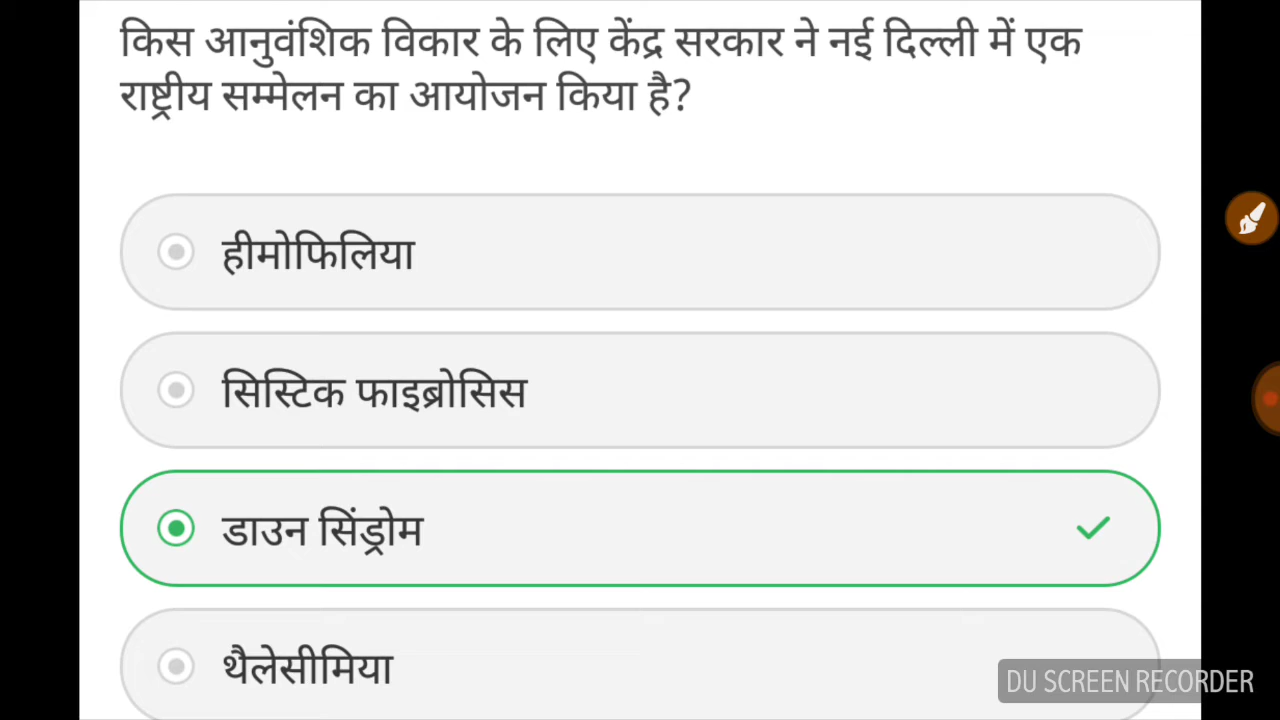 किस आनुवंशिक विकार के लिए केंद्र सरकार ने नई दिल्ली में एक
राष्ट्रीय सम्मेलन का आयोजन किया है?
हीमोफिलिया
सिस्टिक फाइब्रोसिस
डाउन सिंड्रोम
थैलेसीमिया
DU SCREEN RECORDER